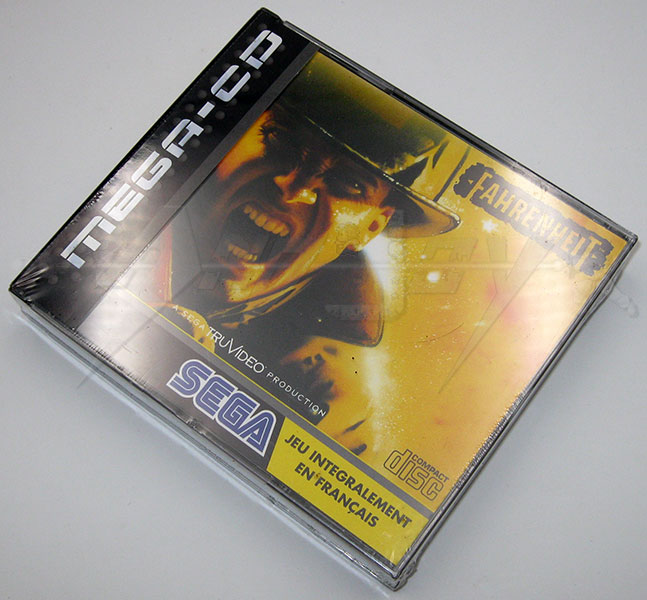 MEGA-CD
FAHRENHEIT
A SEGA TRUVIDEO PRODUCTION
SEGA
JEU INTEGRALEMENT
EN FRANÇAIS
COMPACT
disc